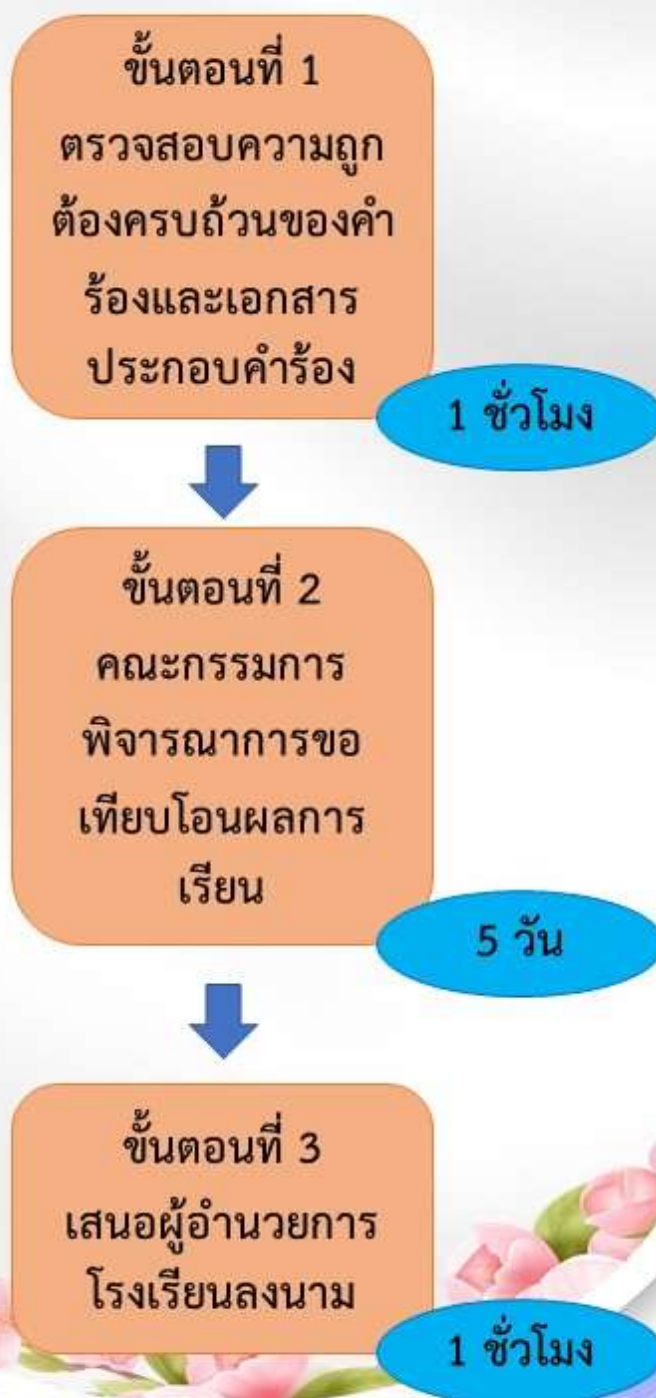 ขั้นตอนที่ 1
ตรวจสอบความถูก
ต้องครบถ้วนของคำ
ร้องและเอกสาร
ประกอบคำร้อง
1 ชั่วโมง
ขั้นตอนที่ 2
คณะกรรมการ
พิจารณาการขอ
เทียบโอนผลการ
เรียน
5 วัน
ขั้นตอนที่ 3
เสนอผู้อำนวยการ
โรงเรียนลงนาม
1 ชั่วโมง